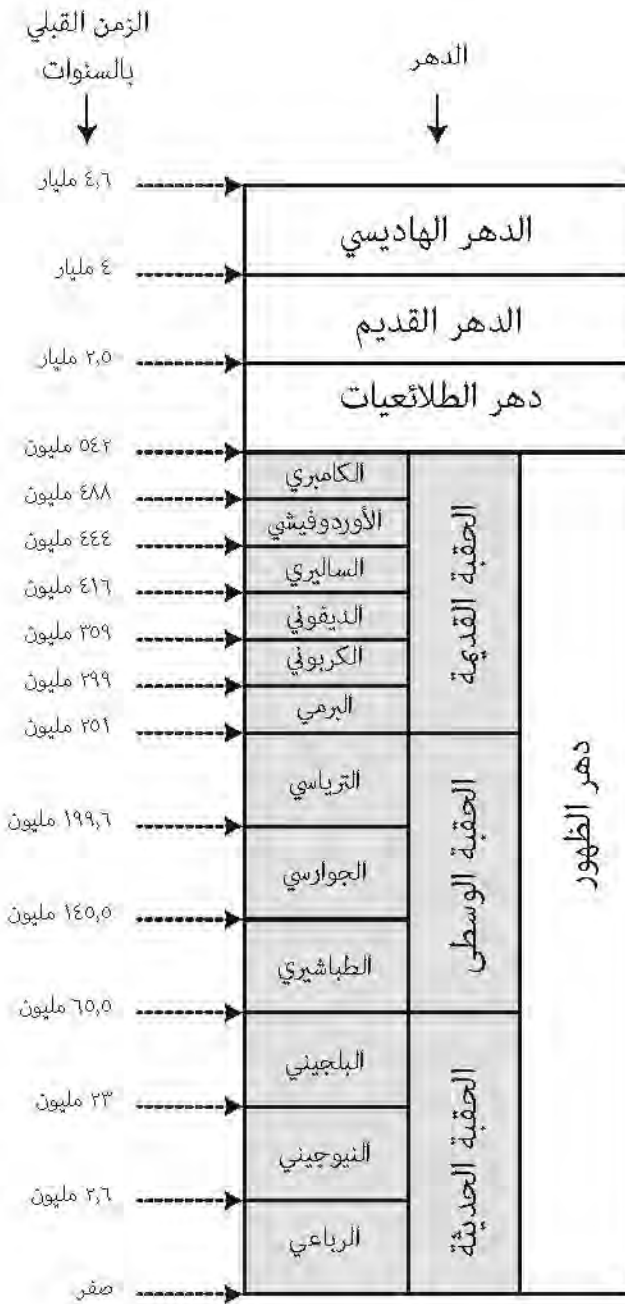 الزمن القبلي
بالسنوات
الدهر
٤,٦ مليار
الدهر الهاديسي
٤ مليار
الدهر القديم
٢,٥ مليار
دهر الطلائعيات
٥٤٢ مليون
الكامبري
٤٨٨ مليون
الأوردوفيشي
٤٤٤ مليون
الساليري
٤١٦ مليون
الديفوني
٣٥٩ مليون
الكربوني
٢٩٩ مليون
البرمي
٢٥١ مليون
الحقبة القديمة
الترياسي
١٩٩,٦ مليون
الجوارسي
١٤٥,٥ مليون
الطباشيري
٦٥,٥ مليون
الحقبة الوسطى
دهر الظهور
البلجيني
٢٣ مليون
النيوجيني
٢,٦ مليون
الرباعي
صفر
الحقبة الحديثة